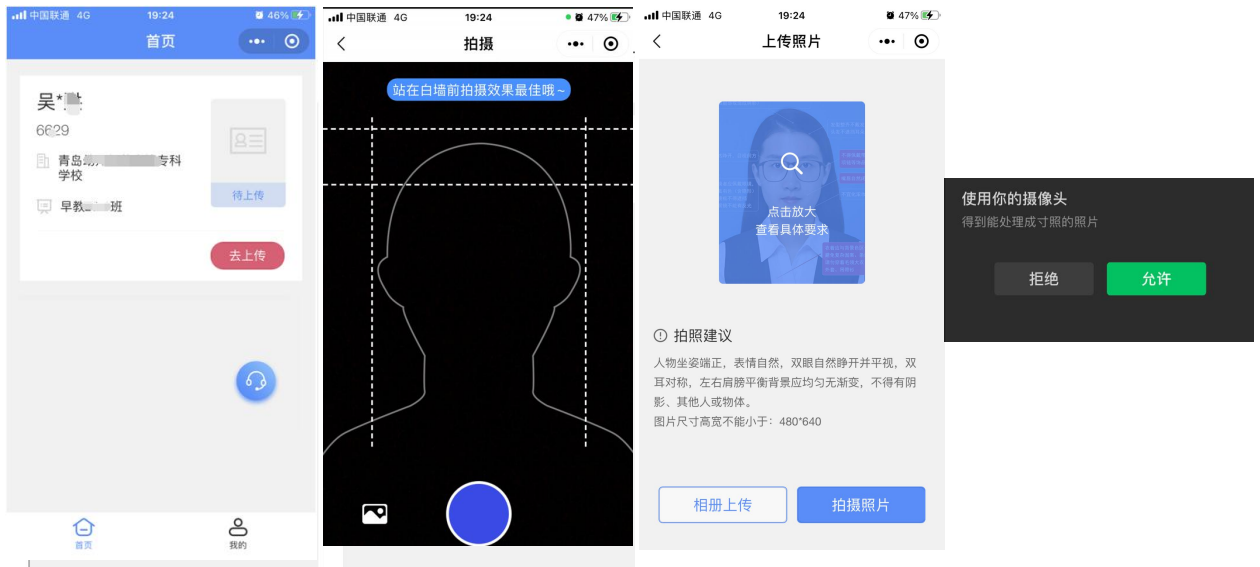 中国联通 4G 19:24 46%
首页
吴*
6629
青岛
专科
学校
早教
班
待上传
去上传
首页
我的
中国联通 4G 19:24 47%
拍摄
站在白墙前拍摄效果最佳哦~
中国联通 4G 19:24 47%
上传照片
点击放大
查看具体要求
拍照建议
人物坐姿端正,表情自然,双眼自然睁开并平视,双
耳对称,左右肩膀平衡背景应均匀无渐变,不得有阴
影、其他人或物体。
图片尺寸高宽不能小于:480*640
相册上传
拍摄照片
使用你的摄像头
得到能处理成寸照的照片
拒绝
允许